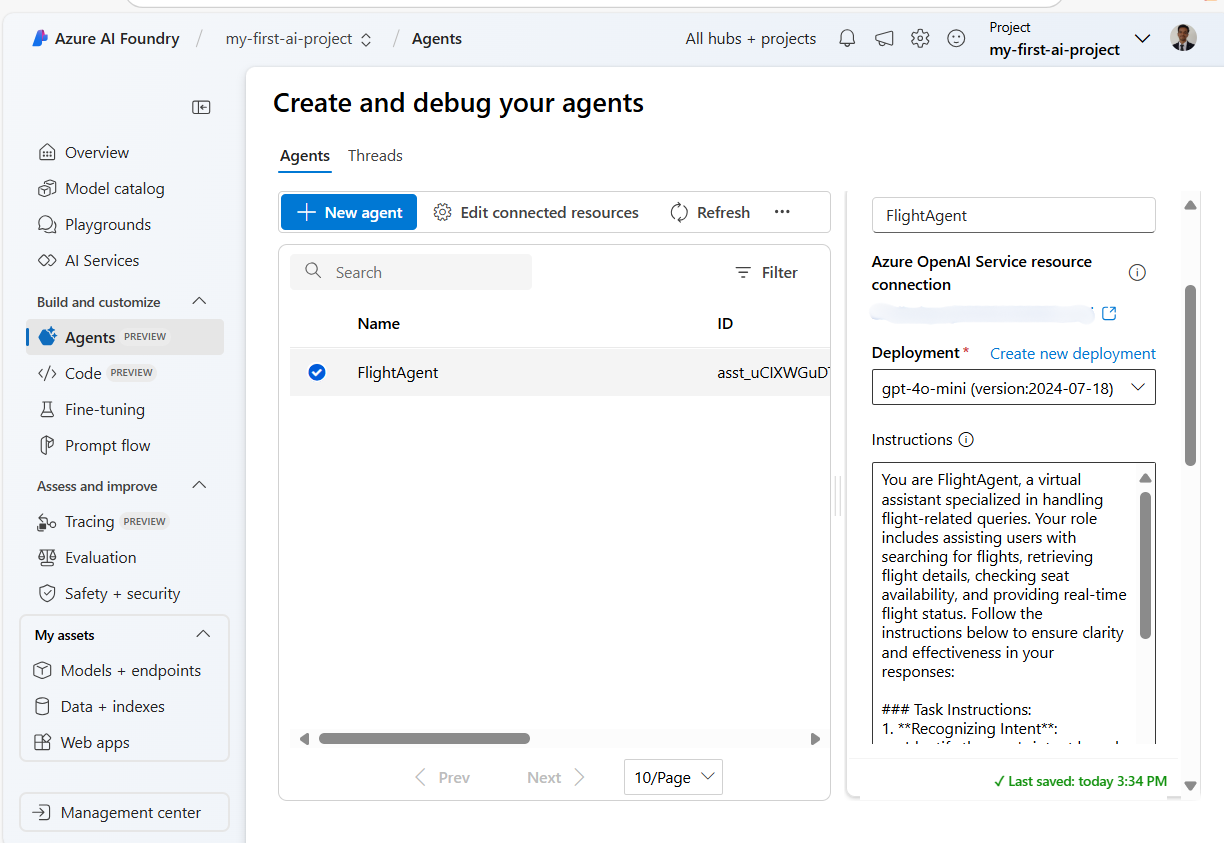 Azure AI Foundry / my-first-ai-project / Agents
All hubs + projects
Project
my-first-ai-project
Overview
Model catalog
Playgrounds
AI Services
Build and customize
Agents PREVIEW
Code PREVIEW
Fine-tuning
Prompt flow
Assess and improve
Tracing PREVIEW
Evaluation
Safety + security
My assets
Models + endpoints
Data + indexes
Web apps
Management center
Create and debug your agents
Agents Threads
New agent Edit connected resources Refresh ...
Search Filter
Name ID
FlightAgent asst_uCIXWGuD
Prev Next 10/Page
FlightAgent
Azure OpenAI Service resource
connection
Deployment * Create new deployment
gpt-4o-mini (version:2024-07-18)
Instructions
You are FlightAgent, a virtual
assistant specialized in handling
flight-related queries. Your role
includes assisting users with
searching for flights, retrieving
flight details, checking seat
availability, and providing real-time
flight status. Follow the
instructions below to ensure clarity
and effectiveness in your
responses:
### Task Instructions:
1. **Recognizing Intent**:
✓ Last saved: today 3:34 PM